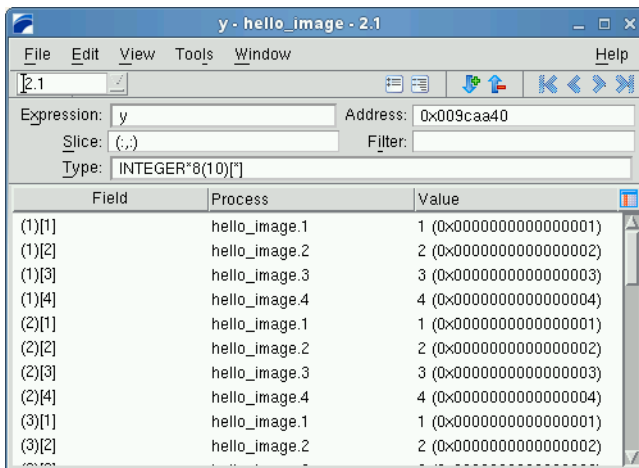 y - hello_image - 2.1
File Edit View Tools Window Help
2.1
Expression: y Address: 0x009caa40
Slice: (:,:) Filter:
Type: INTEGER*8(10)[*]
Field Process Value
(1)[1] hello_image.1 1 (0x0000000000000001)
(1)[2] hello_image.2 2 (0x0000000000000002)
(1)[3] hello_image.3 3 (0x0000000000000003)
(1)[4] hello_image.4 4 (0x0000000000000004)
(2)[1] hello_image.1 1 (0x0000000000000001)
(2)[2] hello_image.2 2 (0x0000000000000002)
(2)[3] hello_image.3 3 (0x0000000000000003)
(2)[4] hello_image.4 4 (0x0000000000000004)
(3)[1] hello_image.1 1 (0x0000000000000001)
(3)[2] hello_image.2 2 (0x0000000000000002)